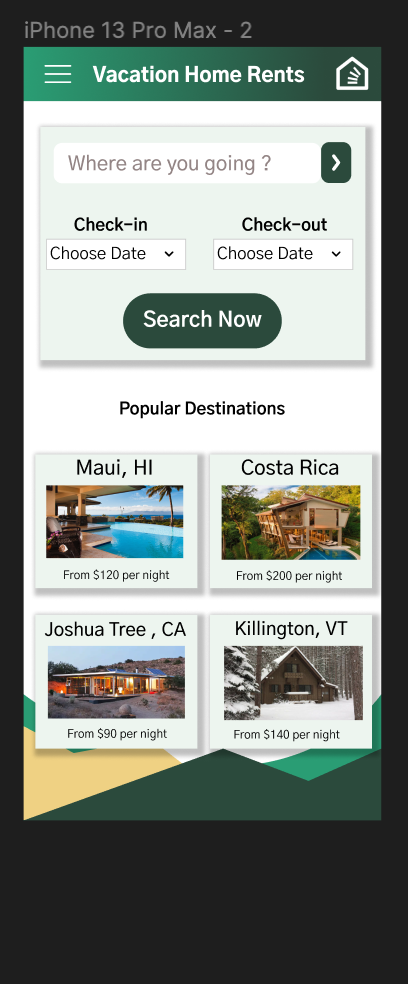 iPhone 13 Pro Max - 2
Vacation Home Rents
Where are you going ?
Check-in Check-out
Choose Date Choose Date
Search Now
Popular Destinations
Maui, HI Costa Rica
From $120 per night From $200 per night
Joshua Tree , CA Killington, VT
From $90 per night From $140 per night